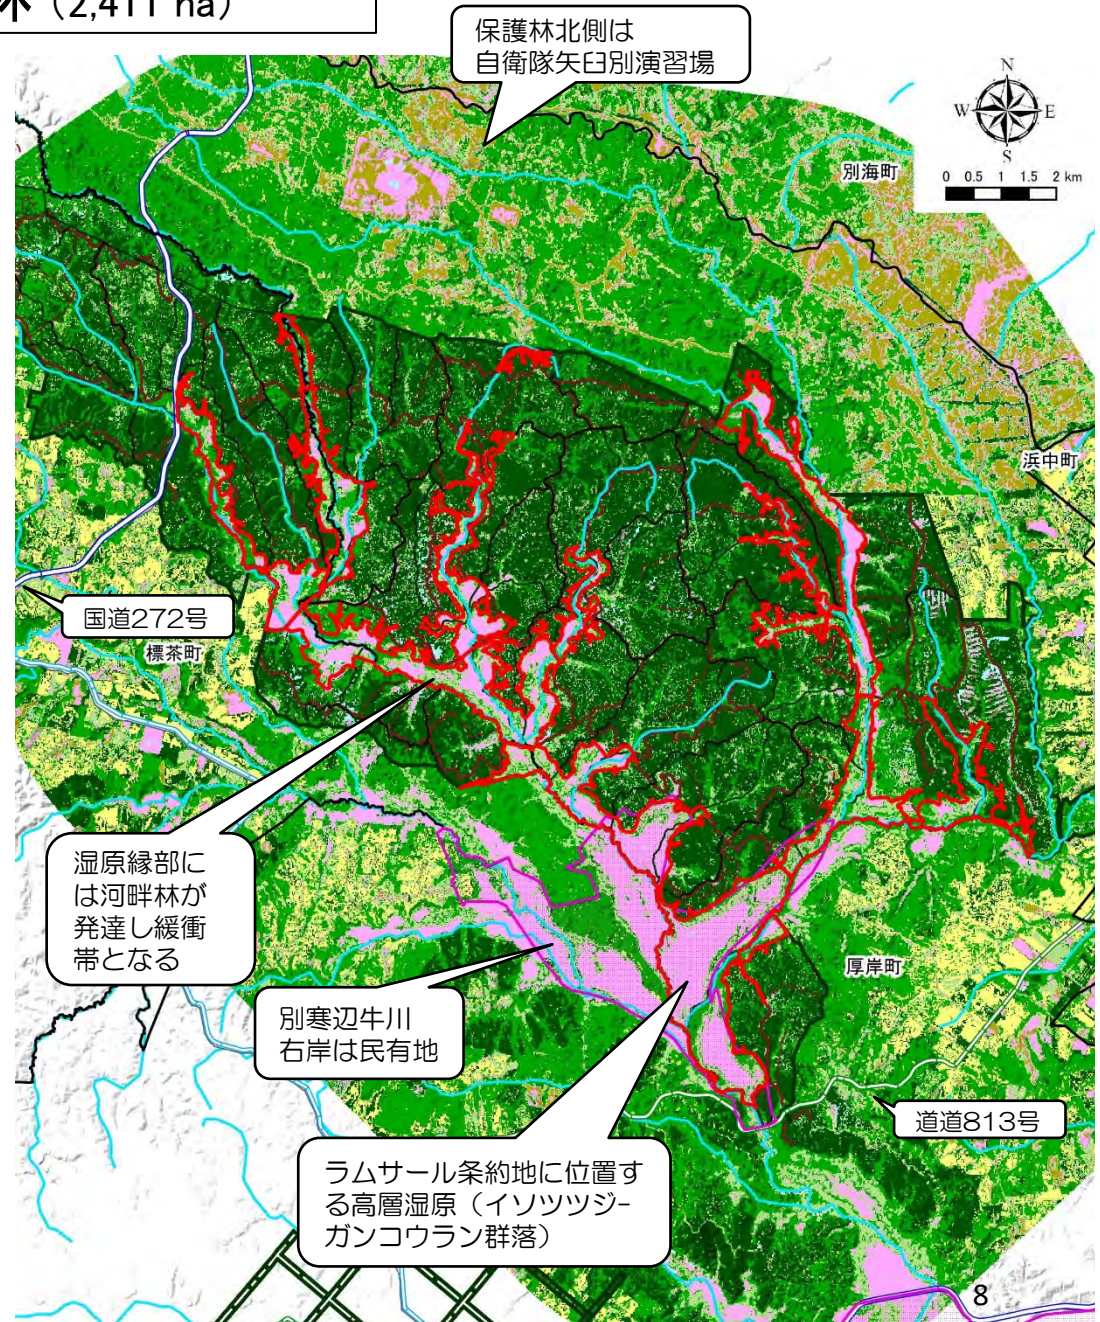 (2,411 ha)
保護林北側は
自衛隊矢臼別演習場
N
W
E
S
0 0.5 1 1.5 2 km
別海町
浜中町
国道272号
標茶町
湿原縁部に
は河畔林が
発達し緩衝
帯となる
厚岸町
別寒辺牛川
右岸は民有地
道道813号
ラムサール条約地に位置す
る高層湿原（イソツツジｰ
ガンコウラン群落）
8